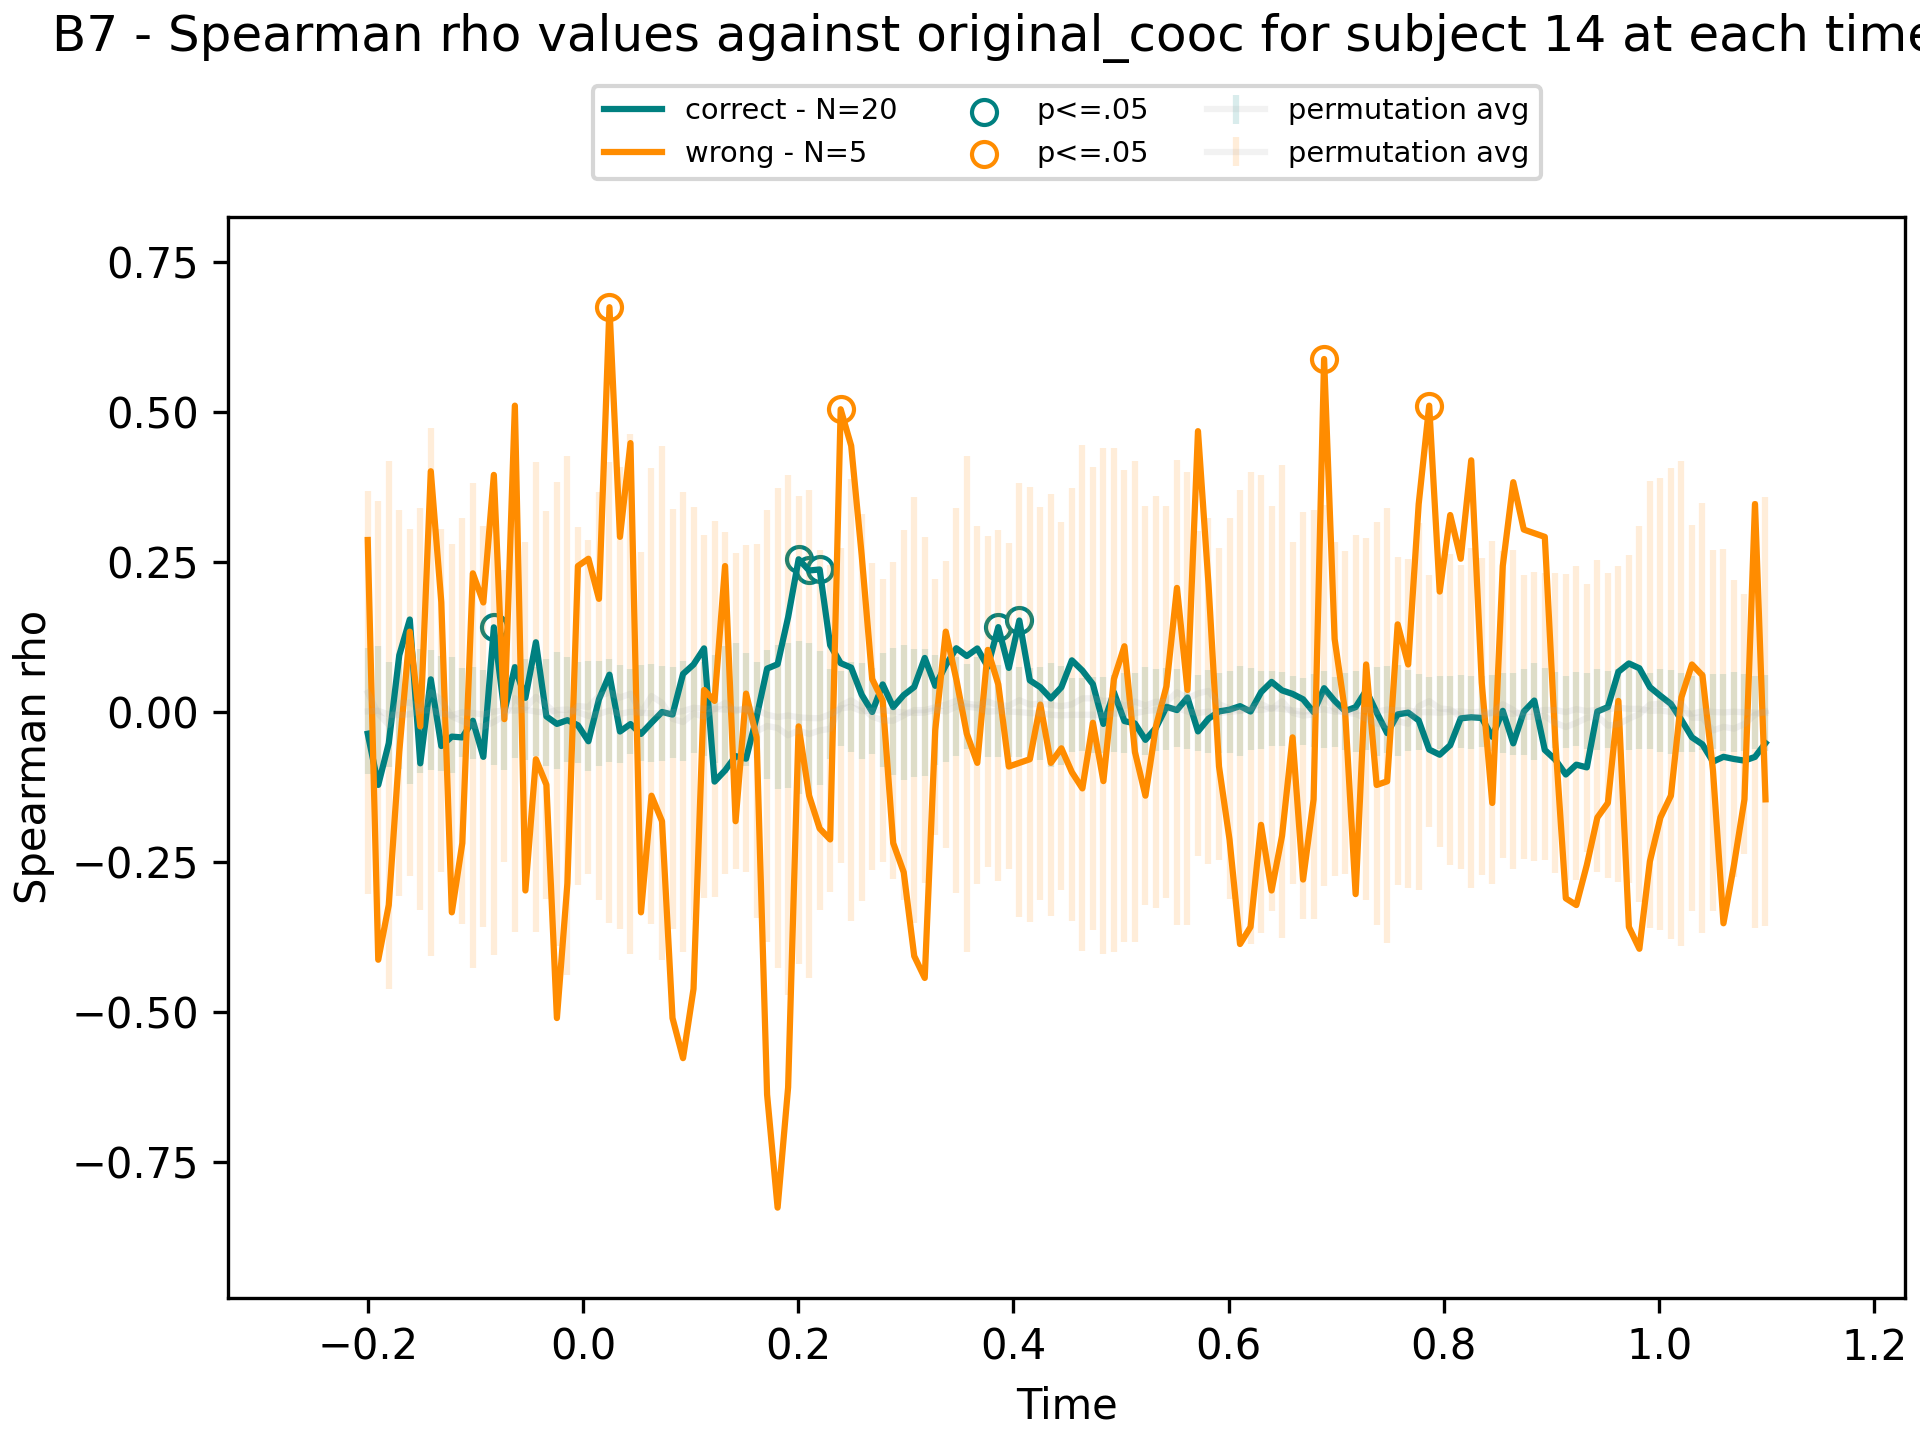 B7 - Spearman rho values against original_cooc for subject 14 at each time
correct - N=20 p<=.05 permutation avg
wrong - N=5 p<=.05 permutation avg
Spearman rho
0.75
0.50
0.25
0.00
−0.25
−0.50
−0.75
−0.2 0.0 0.2 0.4 0.6 0.8 1.0 1.2
Time